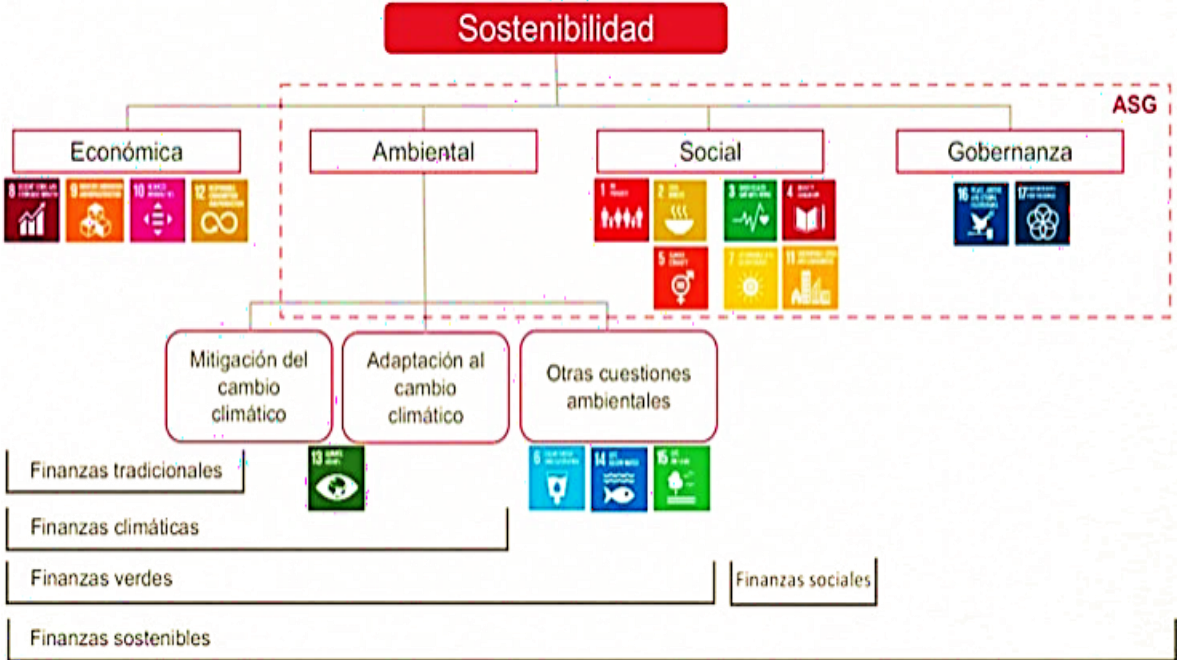 Sostenibilidad
ASG
Económica
Ambiental
Social
Gobernanza
8
9
10
12
1
2
3
4
16
17
5
7
11
Mitigación del
cambio
climático
Adaptación al
cambio
climático
Otras cuestiones
ambientales
13
6
14
15
Finanzas tradicionales
Finanzas climáticas
Finanzas verdes
Finanzas sociales
Finanzas sostenibles